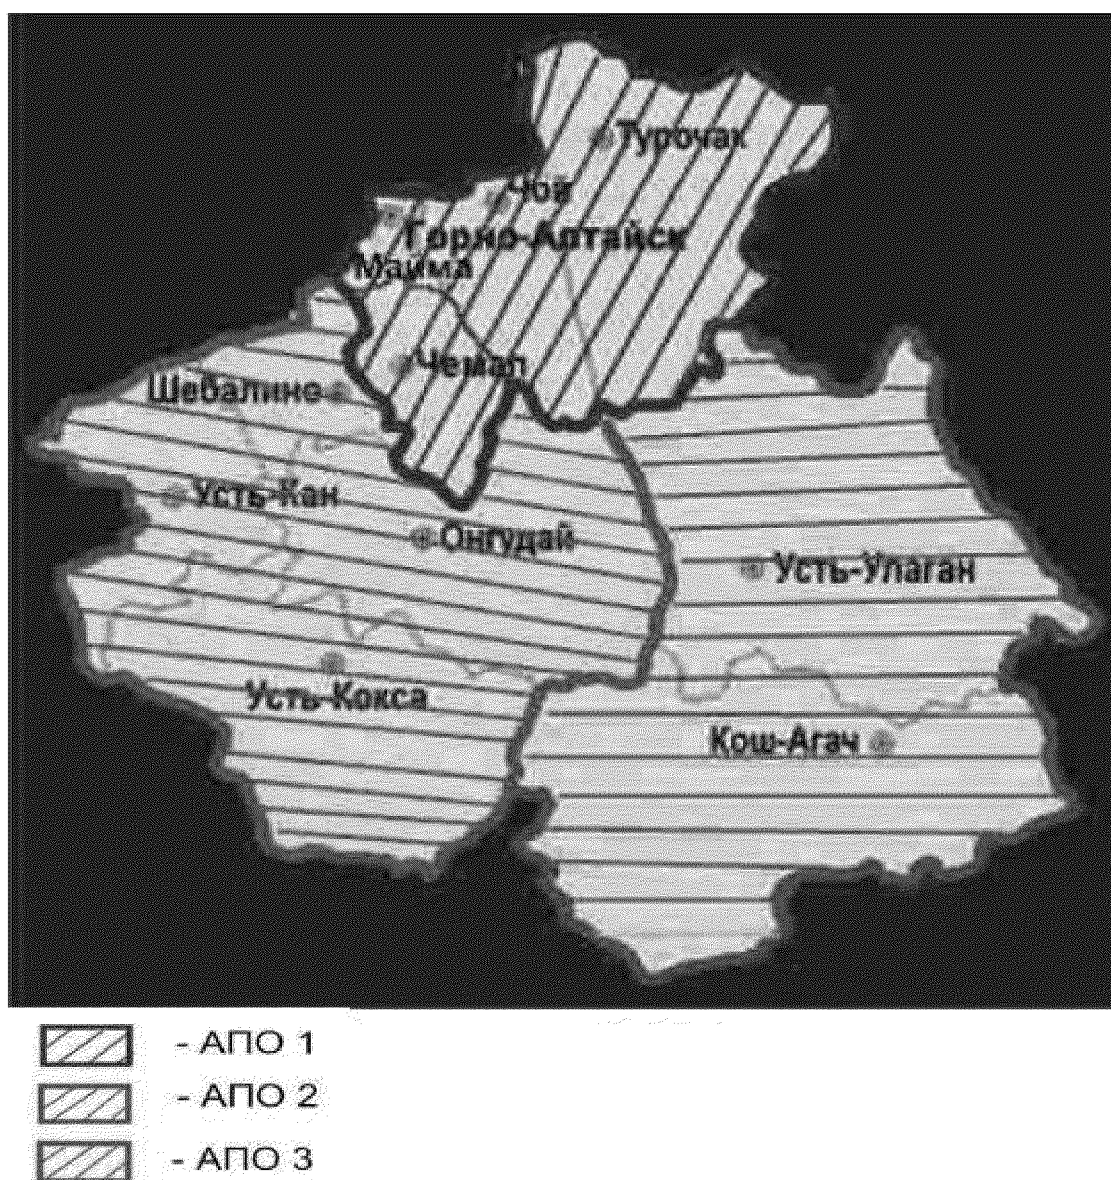 Турочак
Чоя
Горно-Алтайск
Майма
Чемал
Шебалино
Усть-Кан
Онгудай
Усть-Улаган
Усть-Кокса
Кош-Агач
- АПО 1
- АПО 2
- АПО 3